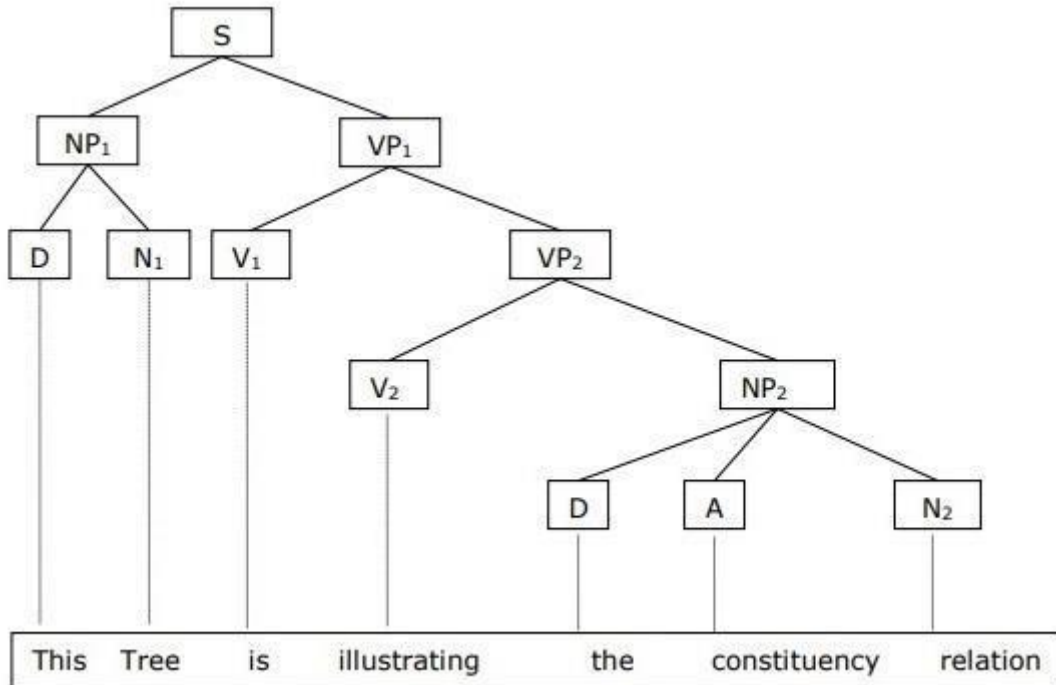 S
NP₁ VP₁
D N₁ V₁ VP₂
V₂ NP₂
D A N₂
This Tree is illustrating the constituency relation